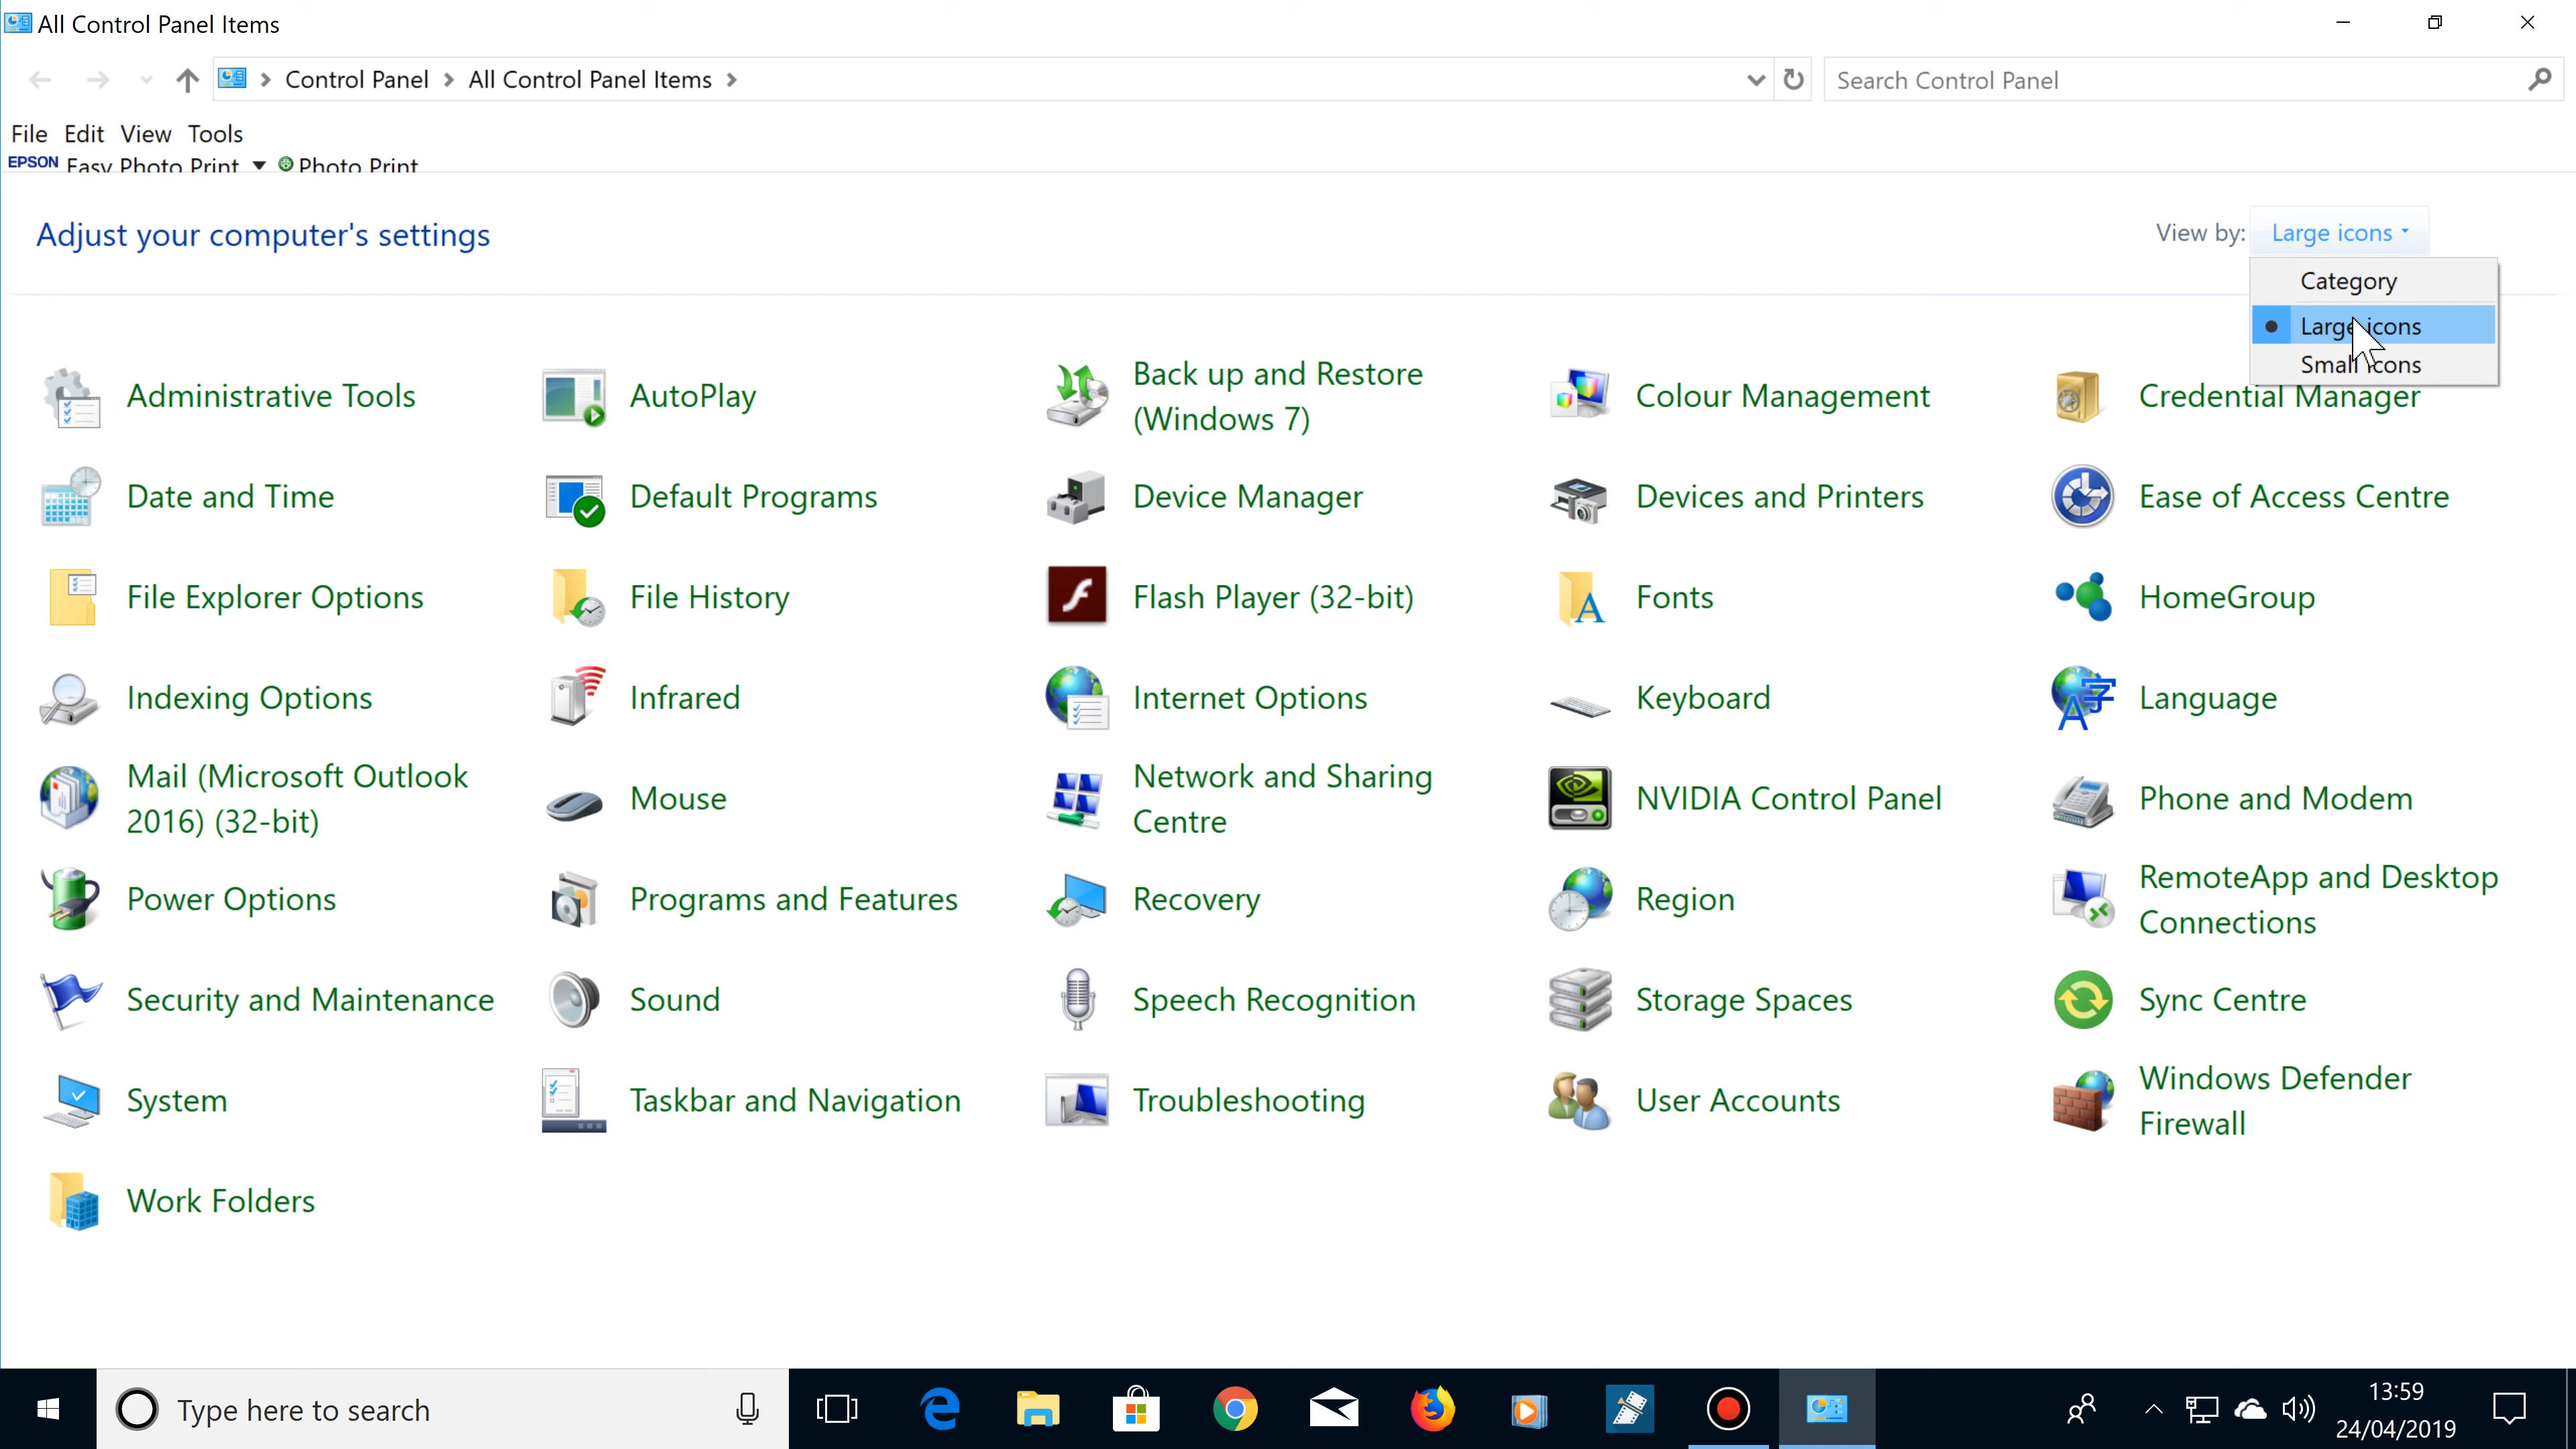 All Control Panel Items
Control Panel All Control Panel Items
Search Control Panel
File Edit View Tools
EPSON Easy Photo Print Photo Print
Adjust your computer's settings
View by: Large icons
Category
Large icons
Small icons
Administrative Tools
AutoPlay
Back up and Restore
(Windows 7)
Colour Management
Credential Manager
Date and Time
Default Programs
Device Manager
Devices and Printers
Ease of Access Centre
File Explorer Options
File History
Flash Player (32-bit)
Fonts
HomeGroup
Indexing Options
Infrared
Internet Options
Keyboard
Language
Mail (Microsoft Outlook
2016) (32-bit)
Mouse
Network and Sharing
Centre
NVIDIA Control Panel
Phone and Modem
Power Options
Programs and Features
Recovery
Region
RemoteApp and Desktop
Connections
Security and Maintenance
Sound
Speech Recognition
Storage Spaces
Sync Centre
System
Taskbar and Navigation
Troubleshooting
User Accounts
Windows Defender
Firewall
Work Folders
Type here to search
13:59
24/04/2019